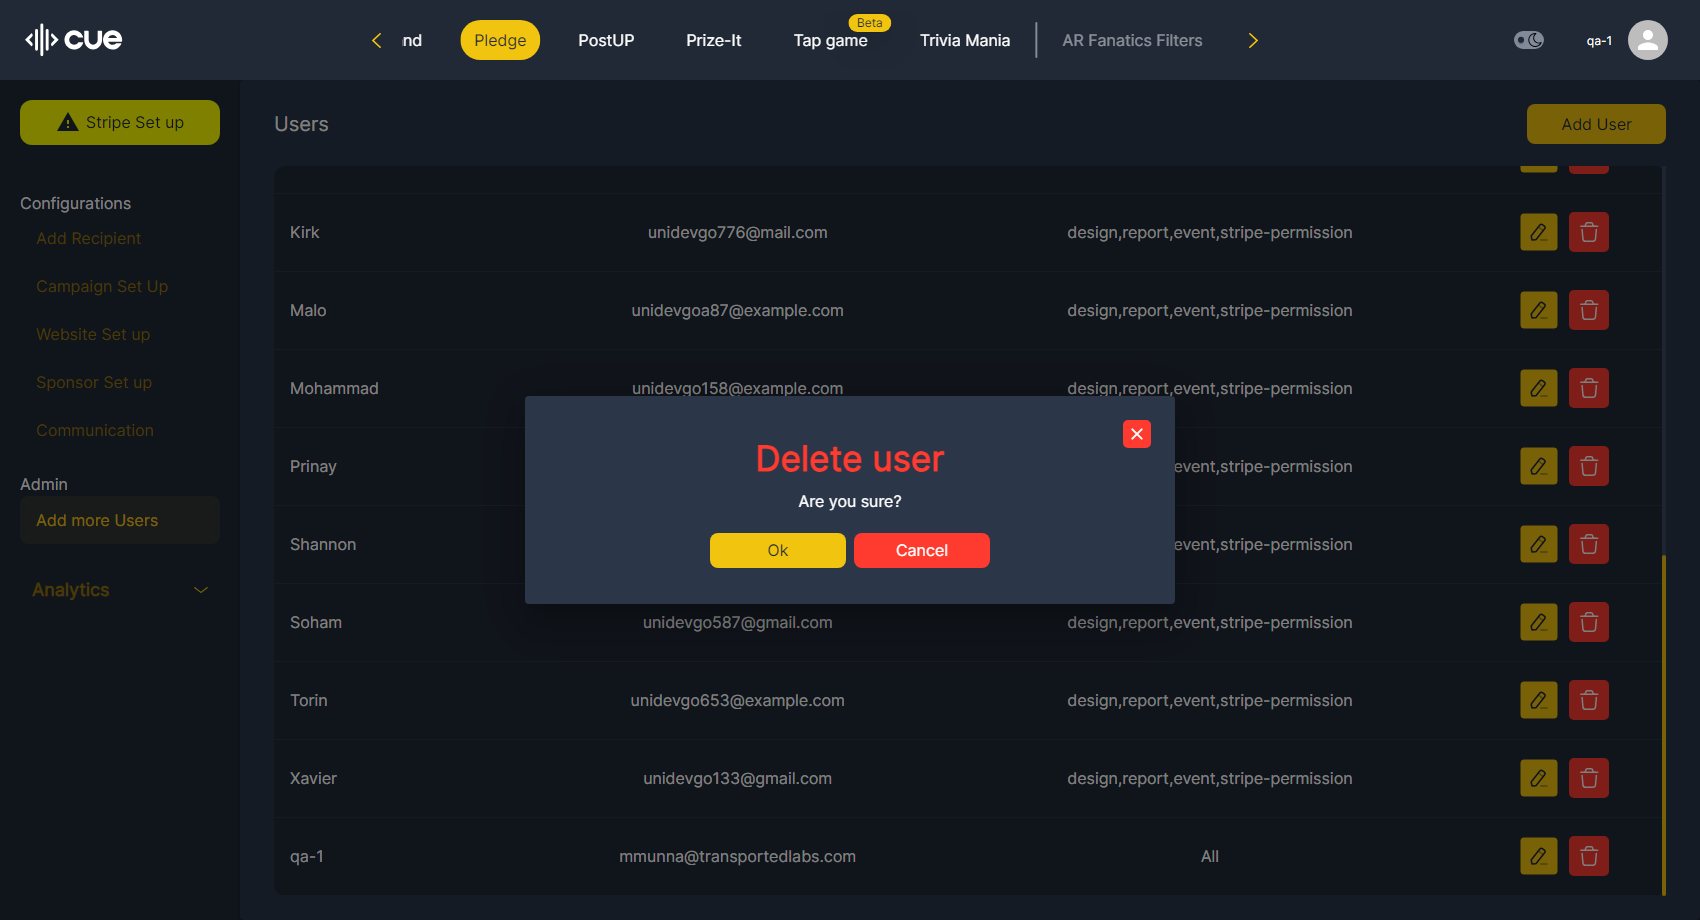 cue
nd
Pledge
PostUP
Prize-It
Tap game
Beta
Trivia Mania
AR Fanatics Filters
qa-1
Stripe Set up
Users
Add User
Configurations
Add Recipient
Campaign Set Up
Website Set up
Sponsor Set up
Communication
Admin
Add more Users
Analytics
Kirk unidevgo776@mail.com design,report,event,stripe-permission
Malo unidevgoa87@example.com design,report,event,stripe-permission
Mohammad unidevgo158@example.com design,report,event,stripe-permission
Prinay event,stripe-permission
Shannon event,stripe-permission
Soham unidevgo587@gmail.com design,report,event,stripe-permission
Torin unidevgo653@example.com design,report,event,stripe-permission
Xavier unidevgo133@gmail.com design,report,event,stripe-permission
qa-1 mmunna@transportedlabs.com All
Delete user
Are you sure?
Ok
Cancel